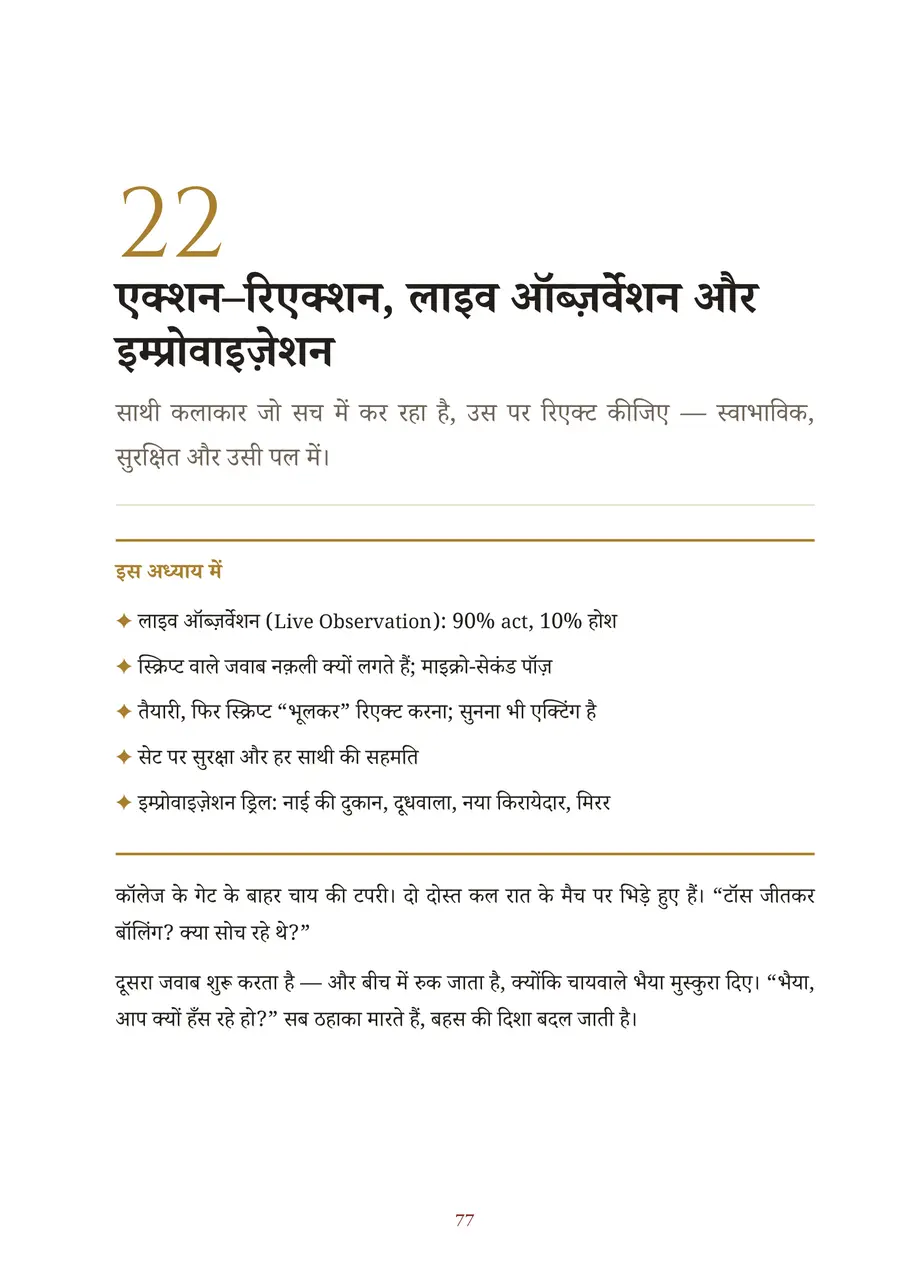 22
एक्शन–रिएक्शन, लाइव ऑब्ज़र्वेशन और
इम्प्रोवाइज़ेशन
साथी कलाकार जो सच में कर रहा है, उस पर रिएक्ट कीजिए — स्वाभाविक,
सुरक्षित और उसी पल में।
इस अध्याय में
✦ लाइव ऑब्ज़र्वेशन (Live Observation): 90% act, 10% होश
✦ स्क्रिप्ट वाले जवाब नक़ली क्यों लगते हैं; माइक्रो-सेकंड पॉज़
✦ तैयारी, फिर स्क्रिप्ट “भूलकर” रिएक्ट करना; सुनना भी एक्टिंग है
✦ सेट पर सुरक्षा और हर साथी की सहमति
✦ इम्प्रोवाइज़ेशन ड्रिल: नाई की दुकान, दूधवाला, नया किरायेदार, मिरर
कॉलेज के गेट के बाहर चाय की टपरी। दो दोस्त कल रात के मैच पर भिड़े हुए हैं। “टॉस जीतकर
बॉलिंग? क्या सोच रहे थे?”
दूसरा जवाब शुरू करता है — और बीच में रुक जाता है, क्योंकि चायवाले भैया मुस्कुरा दिए। “भैया,
आप क्यों हँस रहे हो?” सब ठहाका मारते हैं, बहस की दिशा बदल जाती है।
77